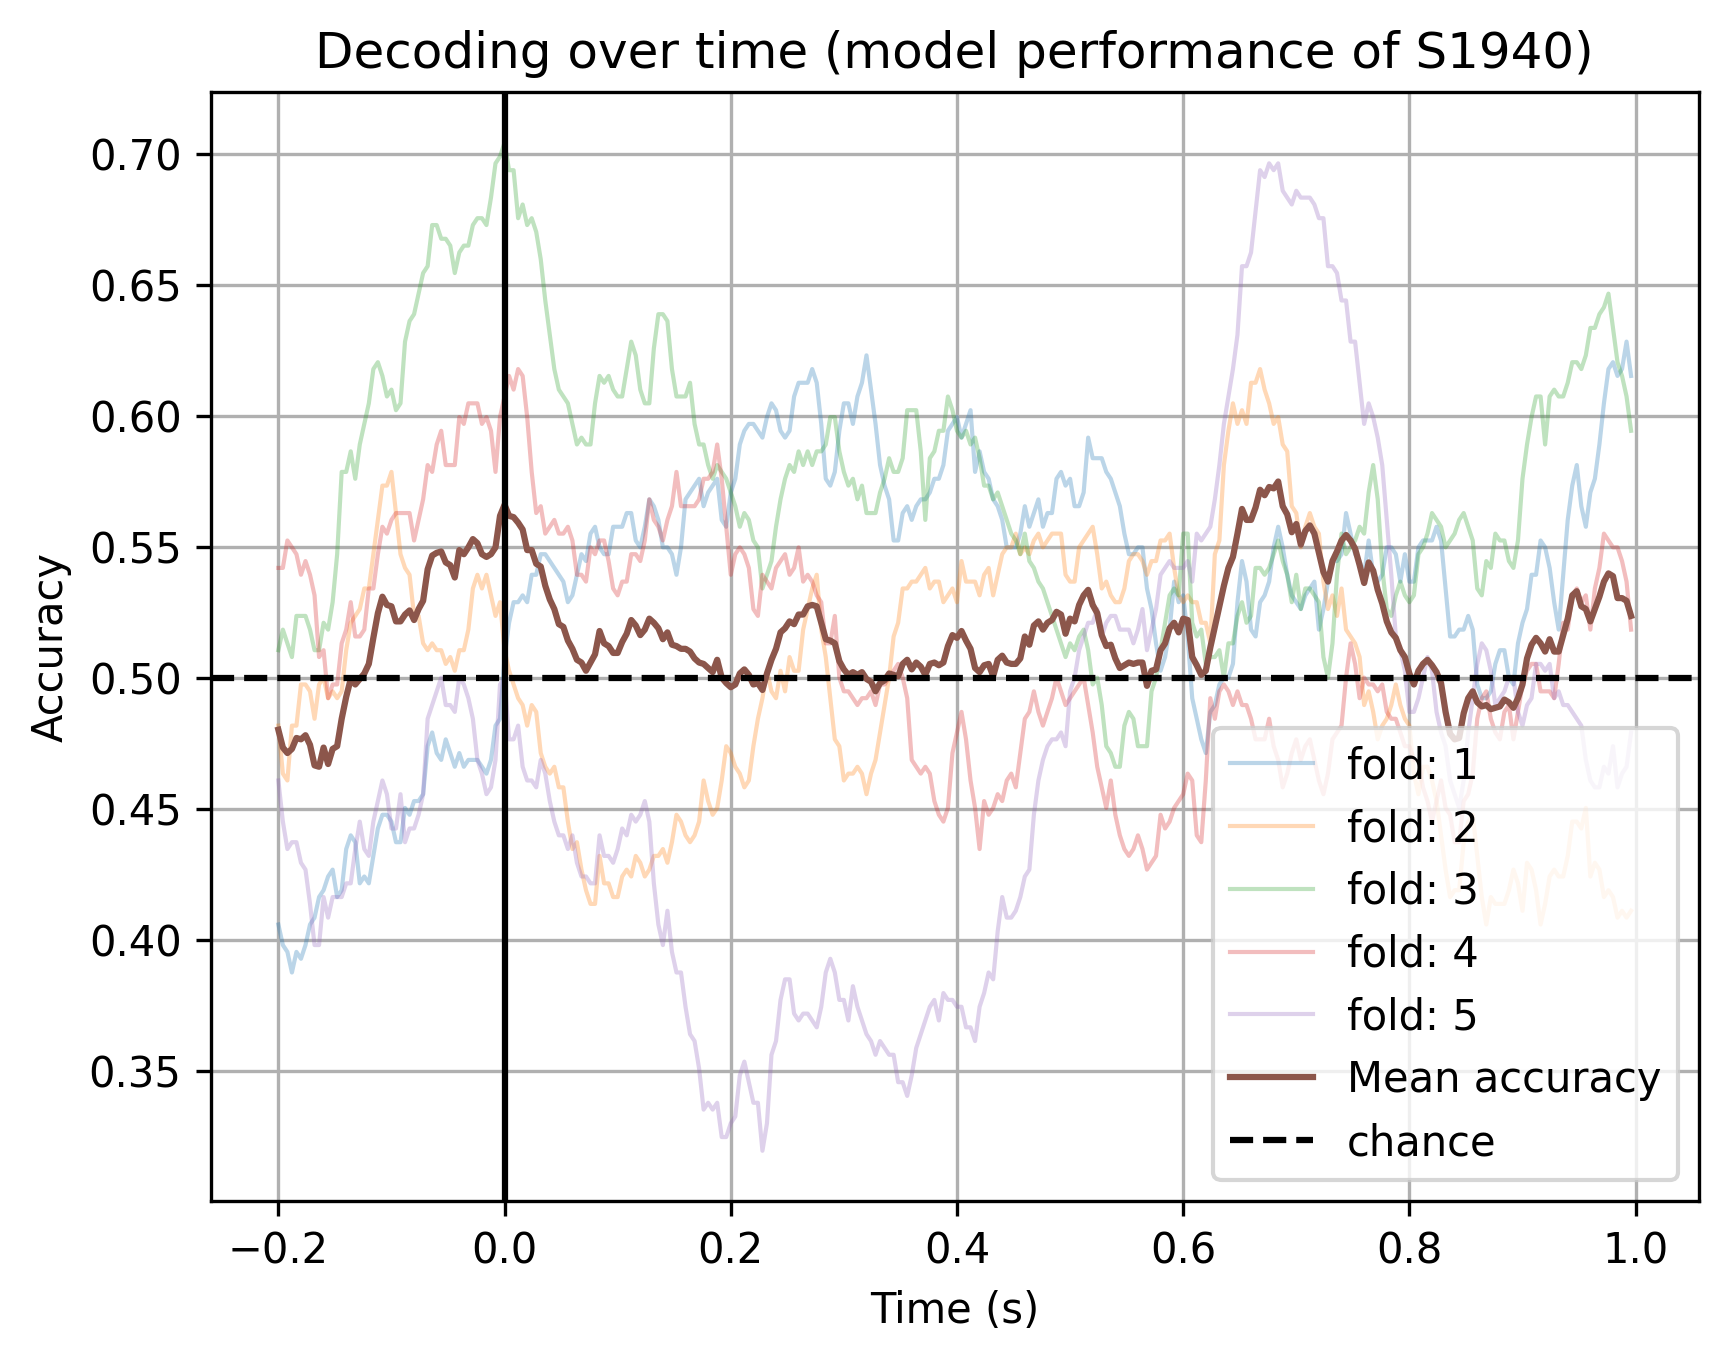 Decoding over time (model performance of S1940)
Accuracy
0.70
0.65
0.60
0.55
0.50
0.45
0.40
0.35
fold: 1
fold: 2
fold: 3
fold: 4
fold: 5
Mean accuracy
chance
−0.2 0.0 0.2 0.4 0.6 0.8 1.0
Time (s)